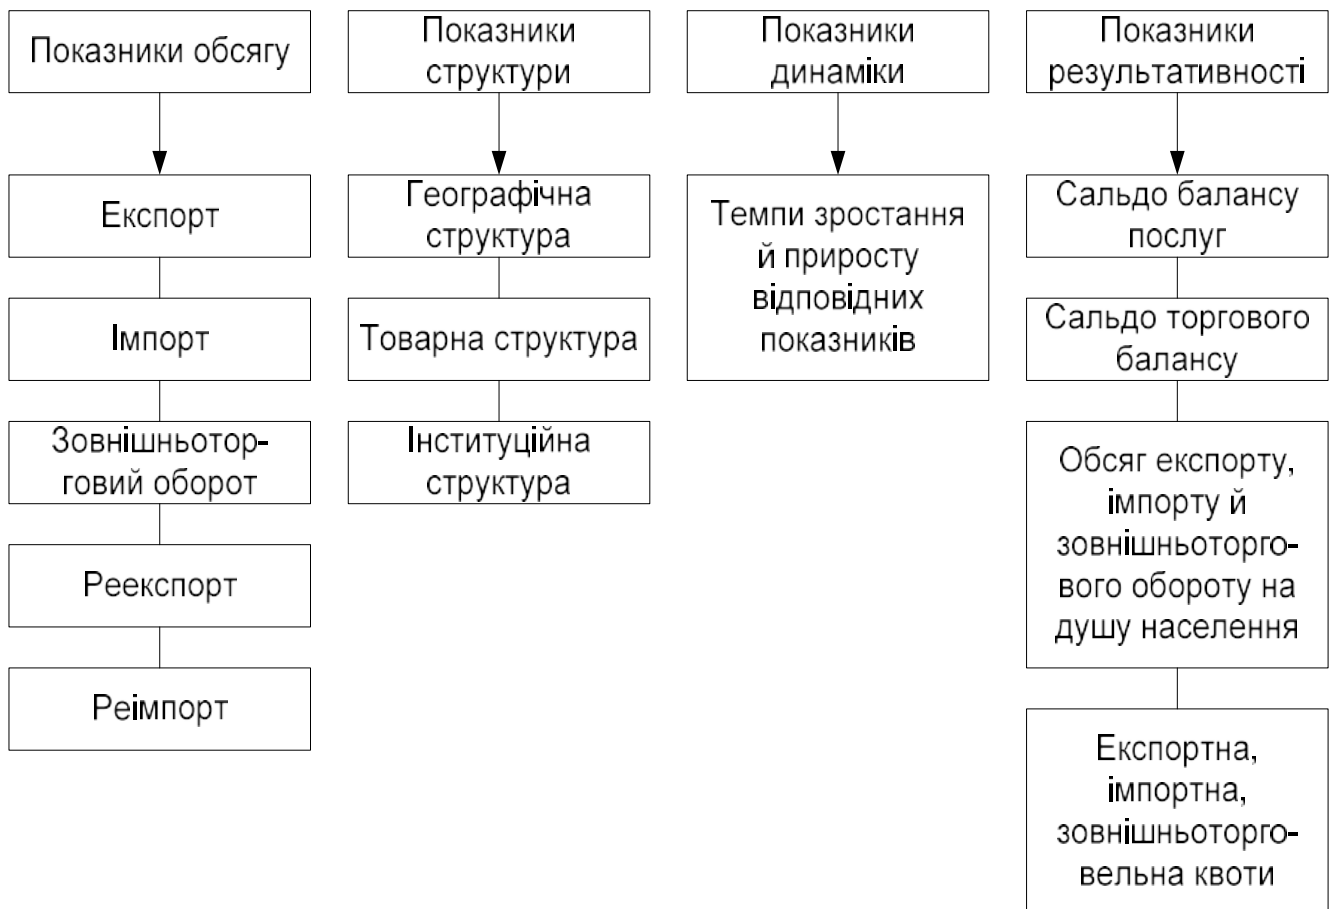 Показники обсягу
Експорт
Імпорт
Зовнішньотор-
говий оборот
Реекспорт
Реімпорт
Показники
структури
Географічна
структура
Товарна структура
Інституційна
структура
Показники
динаміки
Темпи зростання
й приросту
відповідних
показників
Показники
результативності
Сальдо балансу
послуг
Сальдо торгового
балансу
Обсяг експорту,
імпорту й
зовнішньоторго-
вого обороту на
душу населення
Експортна,
імпортна,
зовнішньоторго-
вельна квоти